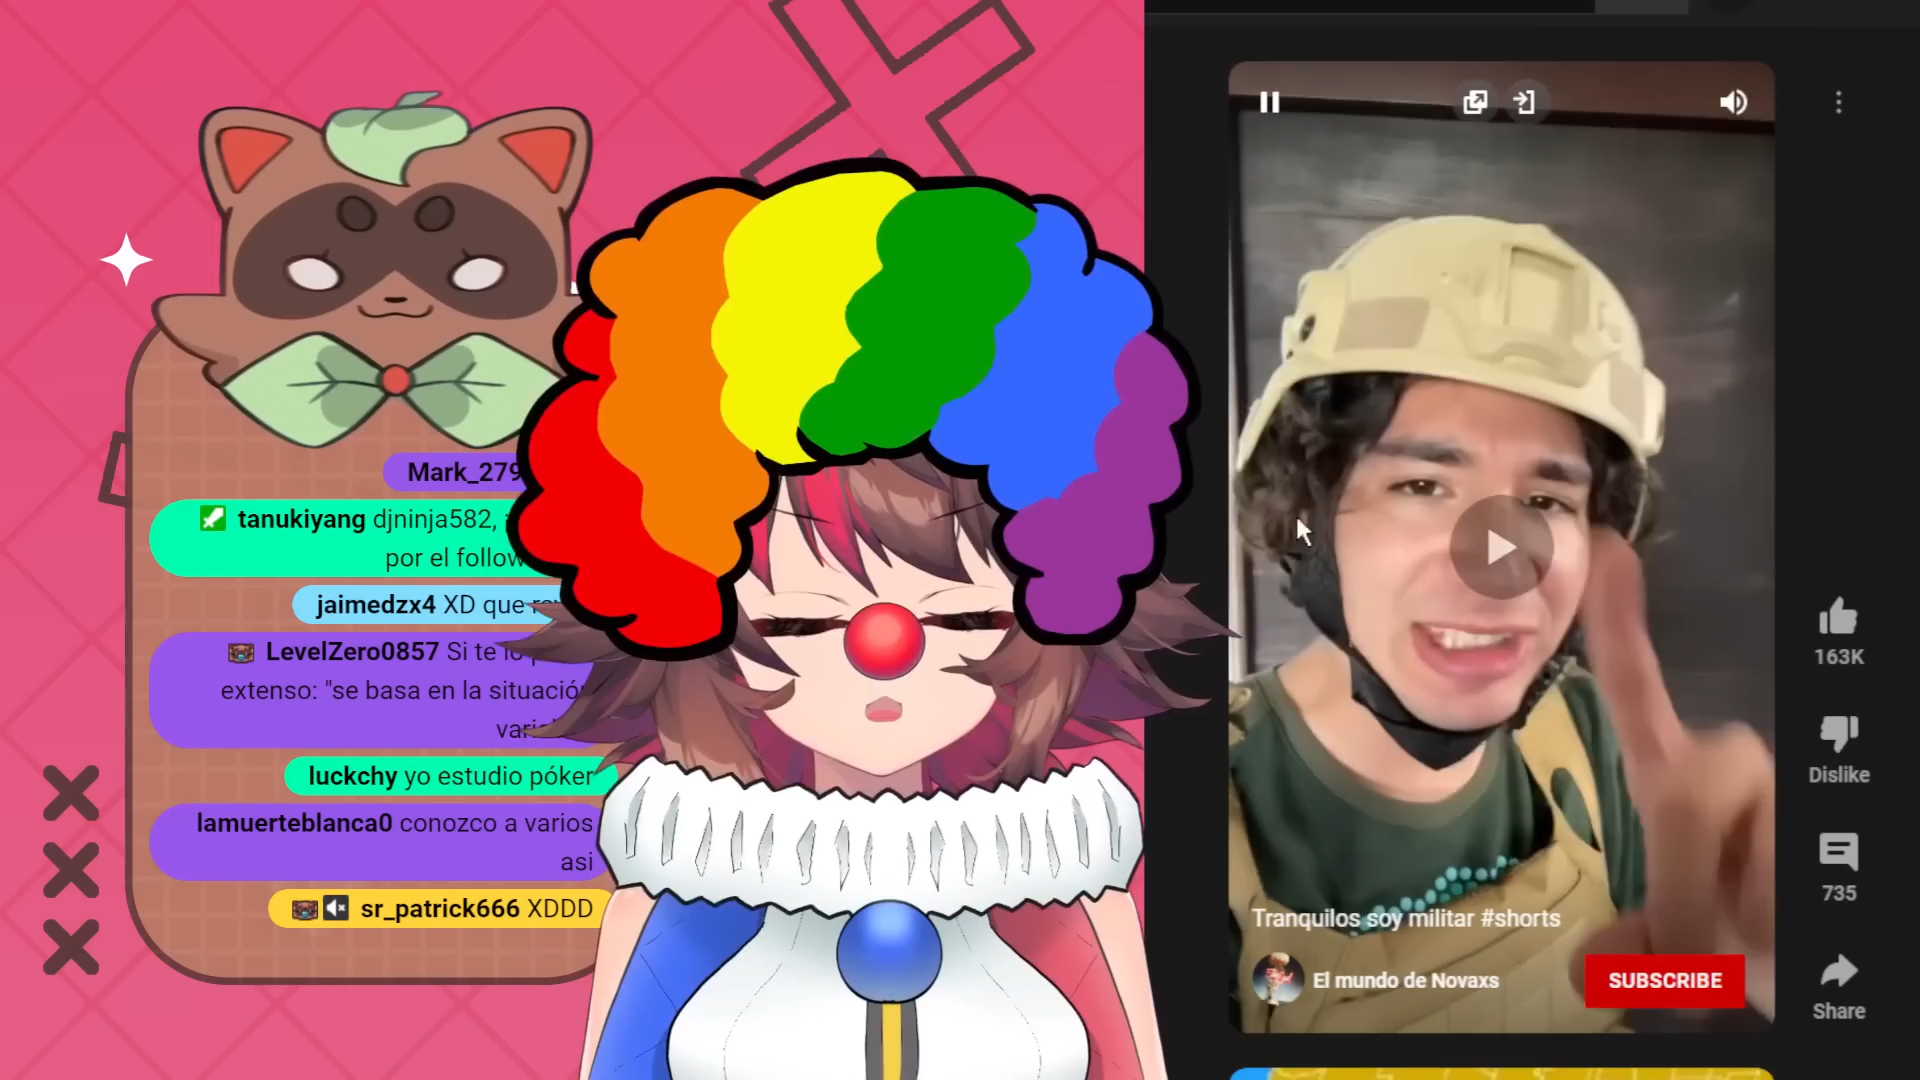 Mark_279
tanukiyang djninja582,
por el follow
jaimedzx4 XD que
LevelZero0857 Si te lo
extenso: "se basa en la situación
luckchy yo estudio póker
lamuerteblanca0 conozco a varios
asi
sr_patrick666 XDDD
163K
Dislike
735
Tranquilos soy militar #shorts
El mundo de Novaxs
SUBSCRIBE
Share